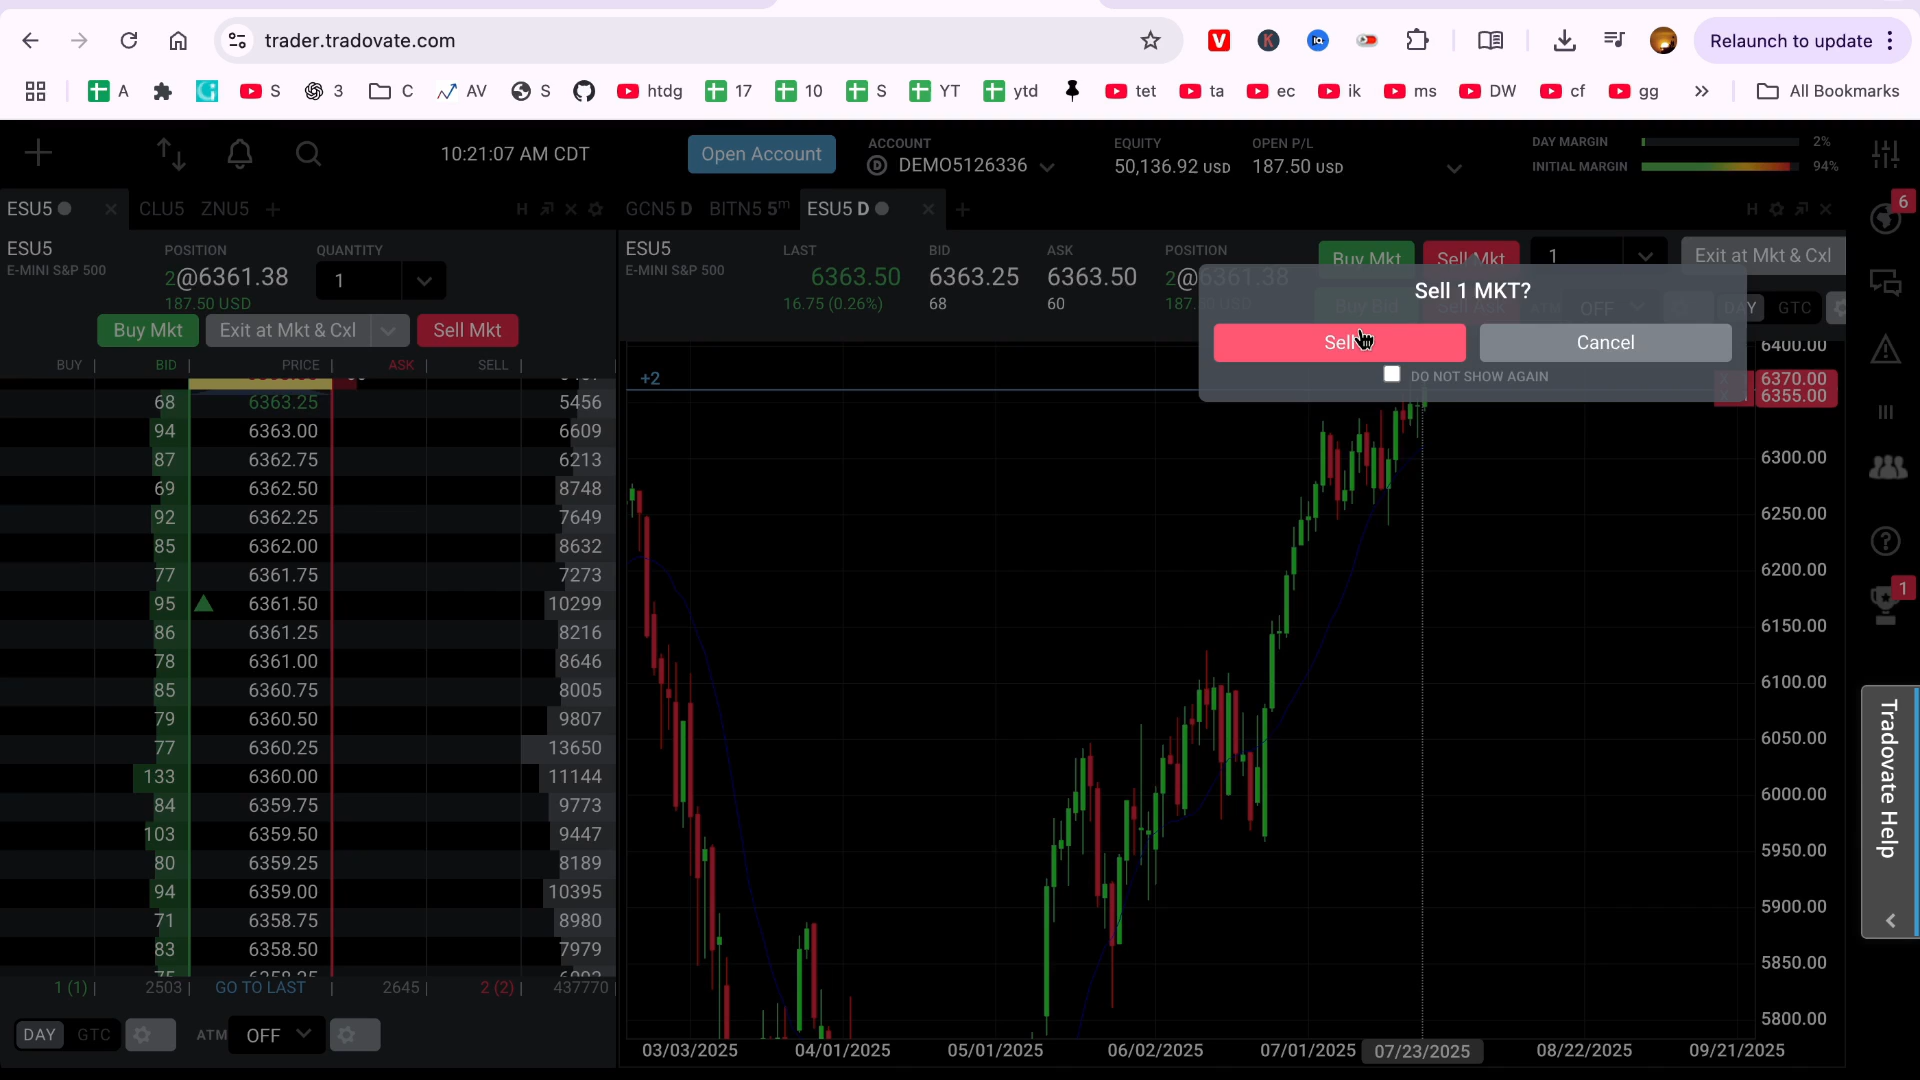 trader.tradovate.com
Relaunch to update
A
S
3
C
AV
S
htdg
17
10
S
YT
ytd
tet
ta
ec
ik
ms
DW
cf
gg
All Bookmarks
10:21:07 AM CDT
Open Account
ACCOUNT
DEMO5126336
EQUITY
50,136.92 USD
OPEN P/L
187.50 USD
DAY MARGIN 2%
INITIAL MARGIN 94%
6
ESU5 CLU5 ZNU5 H
GCN5 D BITN5 5m ESU5 D H
ESU5
E-MINI S&P 500
POSITION
2@6361.38
187.50 USD
QUANTITY
1
Buy Mkt Exit at Mkt & Cxl Sell Mkt
BUY BID PRICE ASK SELL
68 6363.25 5456
94 6363.00 6609
87 6362.75 6213
69 6362.50 8748
92 6362.25 7649
85 6362.00 8632
77 6361.75 7273
95 6361.50 10299
86 6361.25 8216
78 6361.00 8646
85 6360.75 8005
79 6360.50 9807
77 6360.25 13650
133 6360.00 11144
84 6359.75 9773
103 6359.50 9447
80 6359.25 8189
94 6359.00 10395
71 6358.75 8980
83 6358.50 7979
1 (1) 2503 GO TO LAST 2645 2 (2) 437770
DAY GTC ATM OFF
ESU5
E-MINI S&P 500
LAST
6363.50
16.75 (0.26%)
BID
6363.25
68
ASK
6363.50
60
POSITION
2@6361.38
187.50 USD
Buy Mkt Sell Mkt 1 Exit at Mkt & Cxl
Buy Bid Sell Ask ATM OFF DAY GTC
Sell 1 MKT?
Sell Cancel
DO NOT SHOW AGAIN
+2
6400.00
6370.00
6355.00
6300.00
6250.00
6200.00
6150.00
6100.00
6050.00
6000.00
5950.00
5900.00
5850.00
5800.00
03/03/2025 04/01/2025 05/01/2025 06/02/2025 07/01/2025 07/23/2025 08/22/2025 09/21/2025
1
Tradovate Help